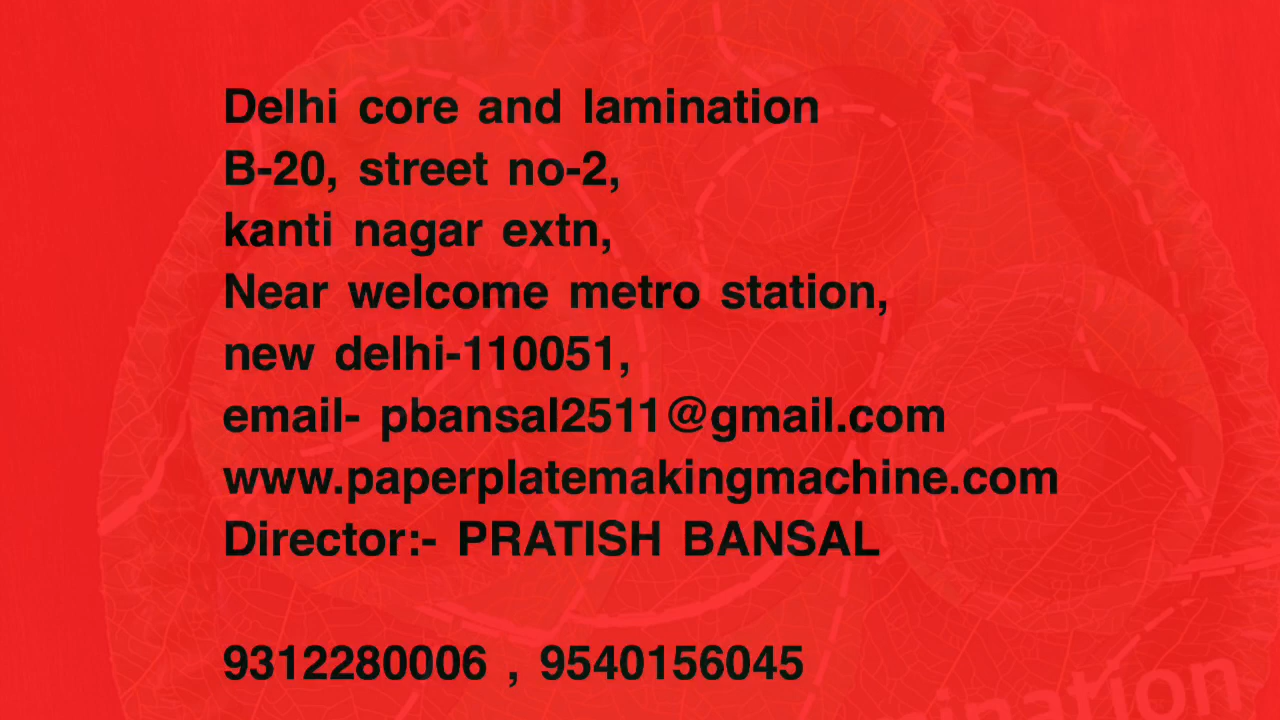 Delhi core and lamination
B-20, street no-2,
kanti nagar extn,
Near welcome metro station,
new delhi-110051,
email- pbansal2511@gmail.com
www.paperplatemakingmachine.com
Director:- PRATISH BANSAL
9312280006 , 9540156045